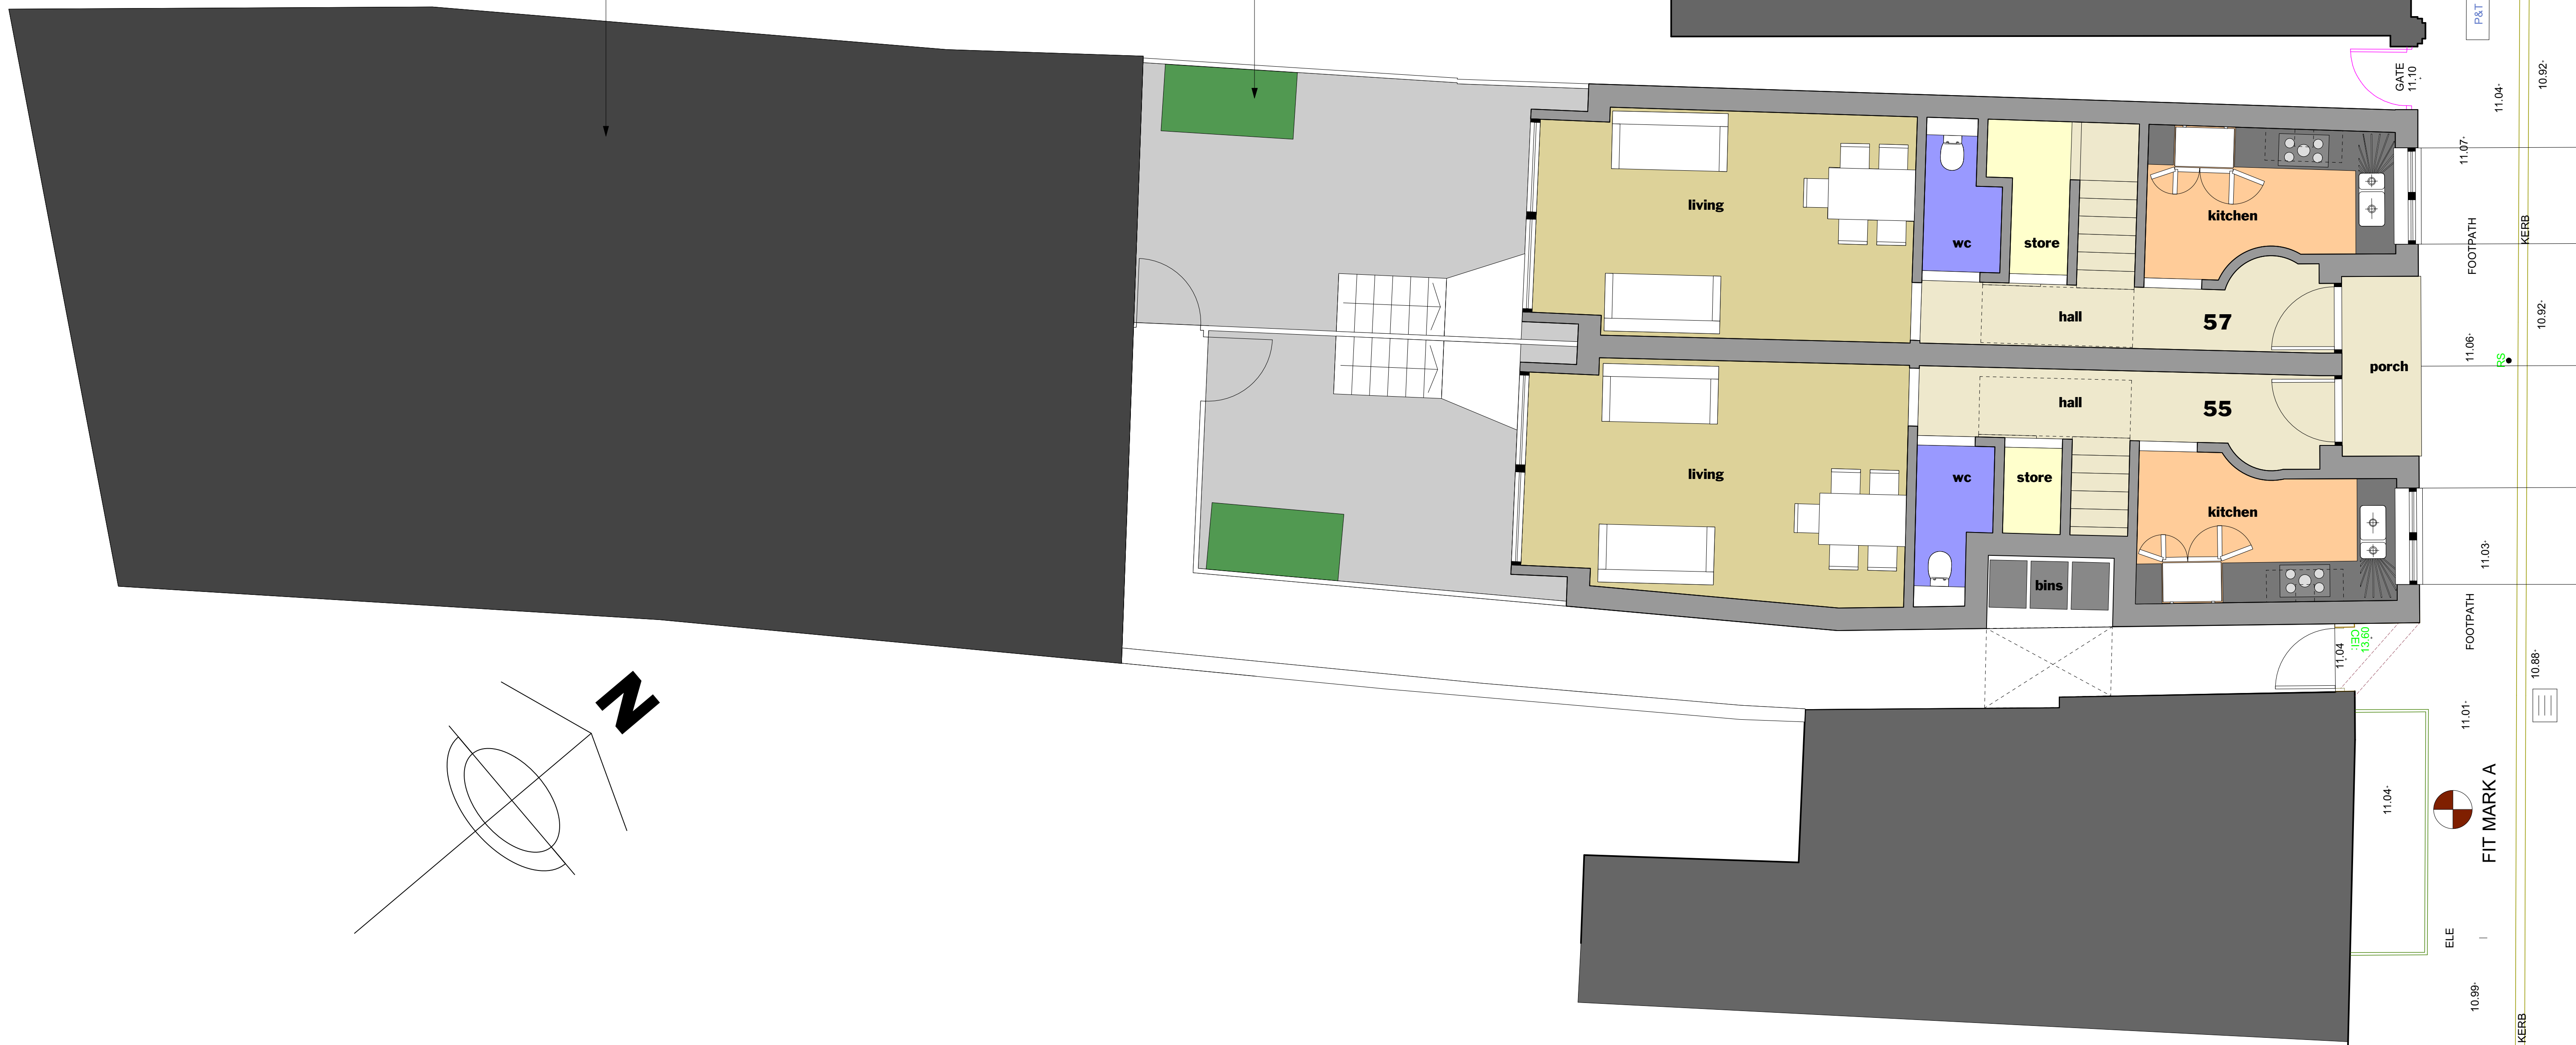 P&T
GATE
11.10
11.04
10.92
11.07
living
wc
store
kitchen
FOOTPATH
KERB
hall
57
10.92
11.06
RS
porch
hall
55
living
wc
store
kitchen
11.03
bins
FOOTPATH
11.04
13.60
10.88
11.01
N
11.04
FIT MARK A
ELE
10.99
KERB